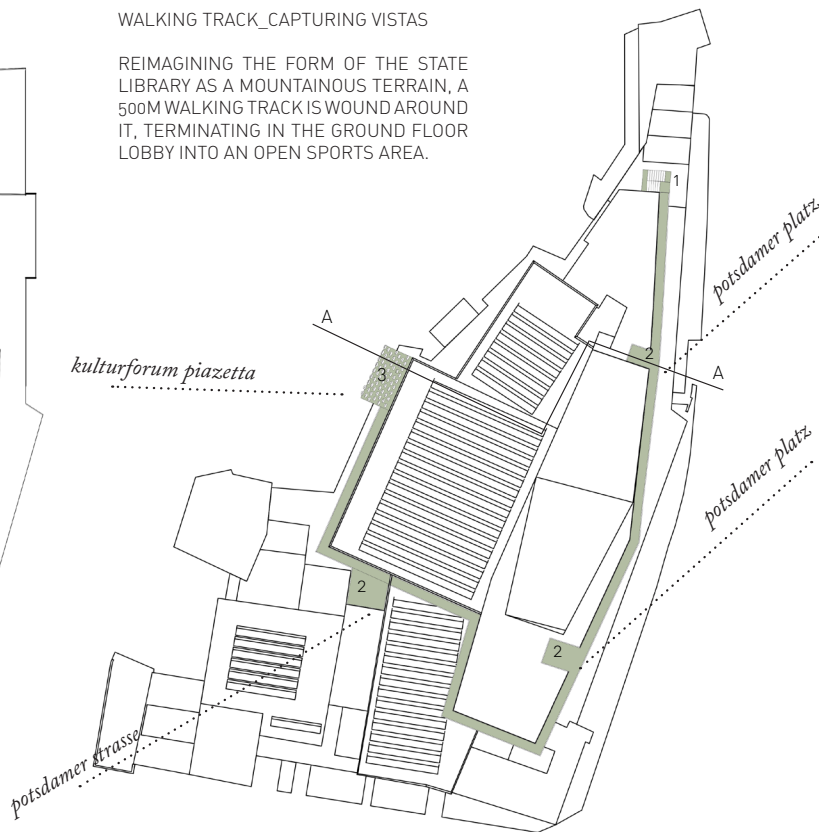 WALKING TRACK_CAPTURING VISTAS
REIMAGINING THE FORM OF THE STATE
LIBRARY AS A MOUNTAINOUS TERRAIN, A
500M WALKING TRACK IS WOUND AROUND
IT, TERMINATING IN THE GROUND FLOOR
LOBBY INTO AN OPEN SPORTS AREA.
1
potsdamer platz
A
2
kulturforum piazetta
3
A
potsdamer platz
2
2
potsdamer strasse